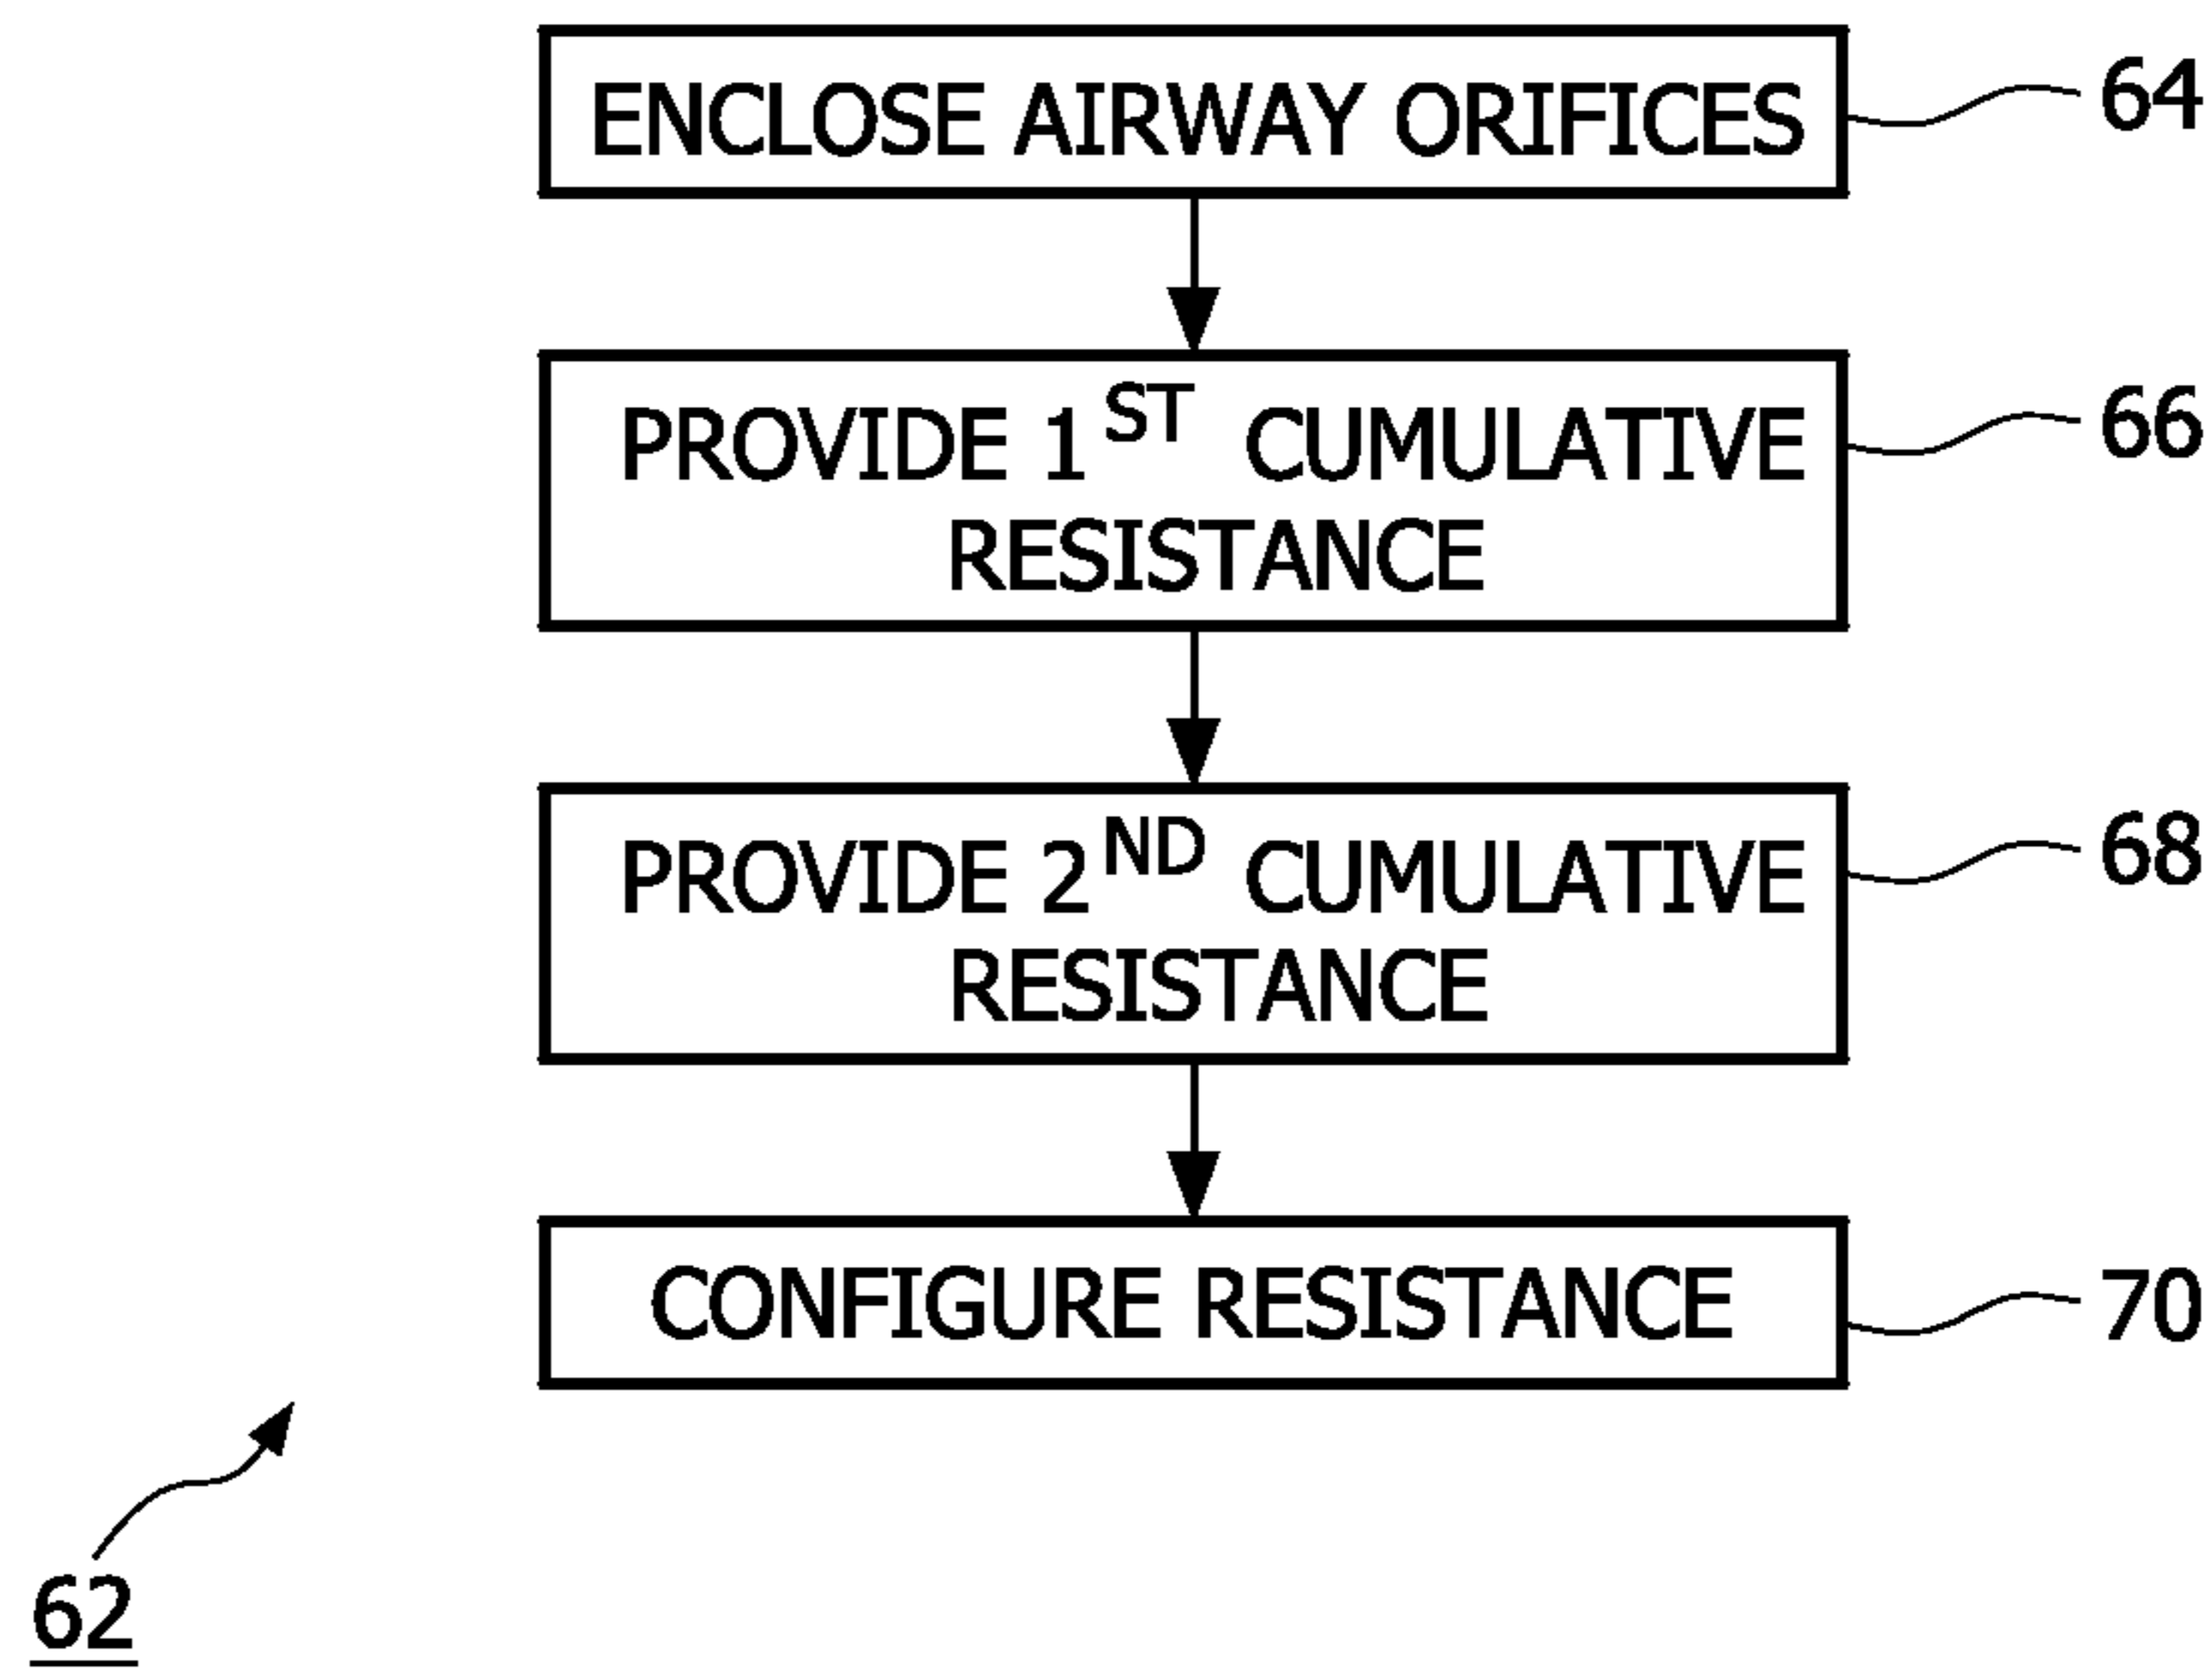 ENCLOSE AIRWAY ORIFICES
64
PROVIDE 1ST CUMULATIVE
RESISTANCE
66
PROVIDE 2ND CUMULATIVE
RESISTANCE
68
CONFIGURE RESISTANCE
70
62